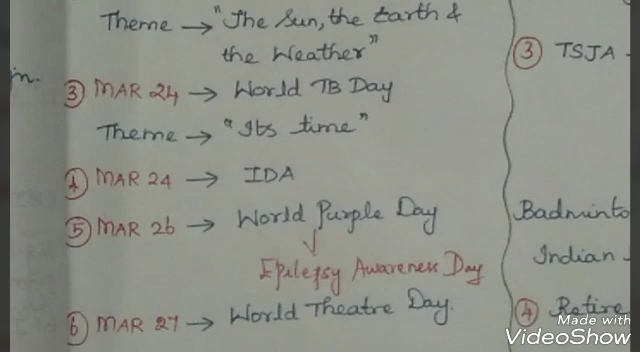 Theme → "The Sun, the Earth &
the Weather"
③ MAR 24 → World TB Day
Theme → "Its time"
④ MAR 24 → IDA
⑤ MAR 26 → World Purple Day
Epilepsy Awareness Day
⑥ MAR 27 → World Theatre Day.
③ TSJA -
Badminto
Indian
④ Retire
Made with
VideoShow